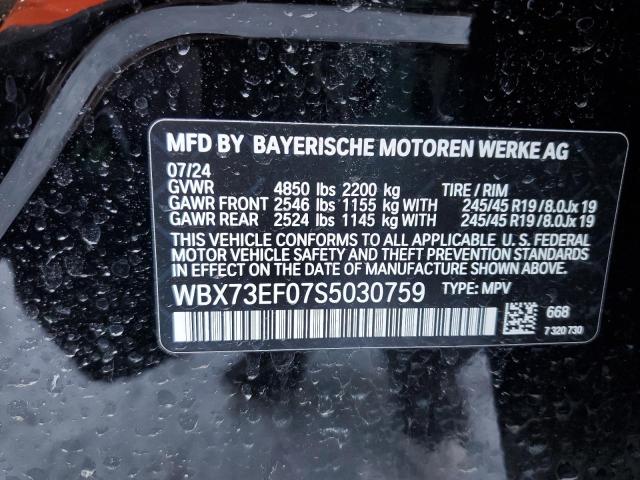 MFD BY BAYERISCHE MOTOREN WERKE AG
07/24
GVWR 4850 lbs 2200 kg TIRE / RIM
GAWR FRONT 2546 lbs 1155 kg WITH 245/45 R19/8.0Jx19
GAWR REAR 2524 lbs 1145 kg WITH 245/45 R19/8.0Jx19
THIS VEHICLE CONFORMS TO ALL APPLICABLE U.S. FEDERAL
MOTOR VEHICLE SAFETY AND THEFT PREVENTION STANDARDS
IN EFFECT ON THE DATE OF MANUFACTURE SHOWN ABOVE.
WBX73EF07S5030759 TYPE: MPV
668
7 320 730